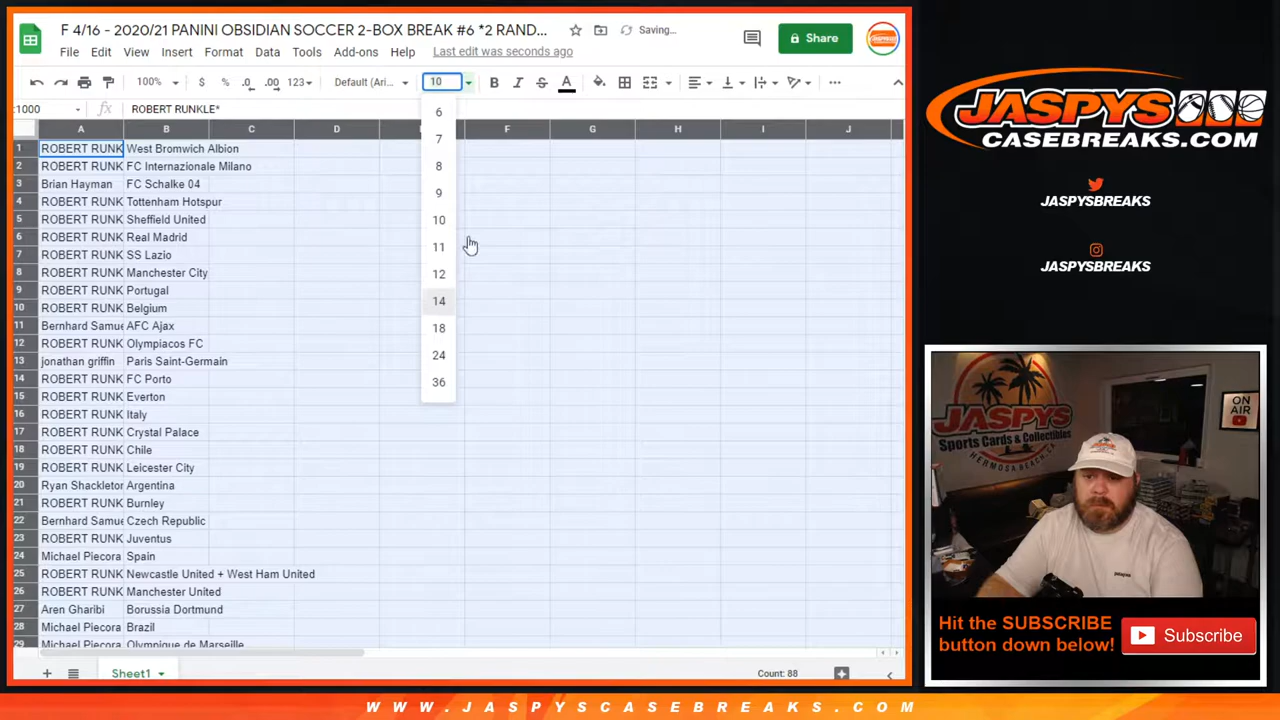 F 4/16 - 2020/21 PANINI OBSIDIAN SOCCER 2-BOX BREAK #6 *2 RAND...
Saving...
Share
File Edit View Insert Format Data Tools Add-ons Help Last edit was seconds ago
100% $ % .0 .00 123 Default (Ari... 10 B I S A
:1000 fx ROBERT RUNKLE*
A B C D F G H I J
1 ROBERT RUNK West Bromwich Albion
2 ROBERT RUNK FC Internazionale Milano
3 Brian Hayman FC Schalke 04
4 ROBERT RUNK Tottenham Hotspur
5 ROBERT RUNK Sheffield United
6 ROBERT RUNK Real Madrid
7 ROBERT RUNK SS Lazio
8 ROBERT RUNK Manchester City
9 ROBERT RUNK Portugal
10 ROBERT RUNK Belgium
11 Bernhard Samue AFC Ajax
12 ROBERT RUNK Olympiacos FC
13 jonathan griffin Paris Saint-Germain
14 ROBERT RUNK FC Porto
15 ROBERT RUNK Everton
16 ROBERT RUNK Italy
17 ROBERT RUNK Crystal Palace
18 ROBERT RUNK Chile
19 ROBERT RUNK Leicester City
20 Ryan Shackleton Argentina
21 ROBERT RUNK Burnley
22 Bernhard Samue Czech Republic
23 ROBERT RUNK Juventus
24 Michael Piecora Spain
25 ROBERT RUNK Newcastle United + West Ham United
26 ROBERT RUNK Manchester United
27 Aren Gharibi Borussia Dortmund
28 Michael Piecora Brazil
29 Michael Piecora Olympique de Marseille
6
7
8
9
10
11
12
14
18
24
36
Sheet1
Count: 88
JASPYS
CASEBREAKS.COM
JASPYSBREAKS
JASPYSBREAKS
JASPYS
Sports Cards & Collectibles
HERMOSA BEACH, CA
ON
AIR
Hit the SUBSCRIBE
button down below!
Subscribe
WWW.JASPYSCASEBREAKS.COM